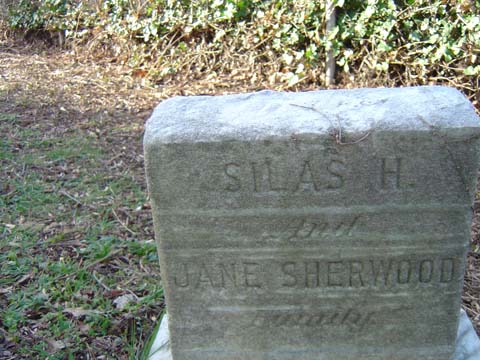 SILAS H.
And
JANE SHERWOOD
Family